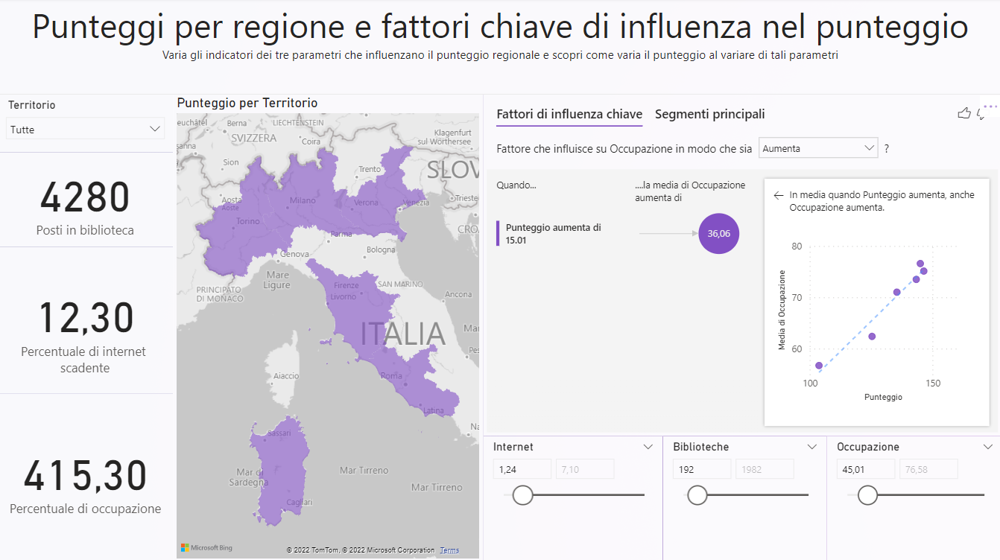 Punteggi per regione e fattori chiave di influenza nel punteggio
Varia gli indicatori dei tre parametri che influenzano il punteggio regionale e scopri come varia il punteggio al variare di tali parametri
Territorio
Tutte
4280
Posti in biblioteca
12,30
Percentuale di internet
scadente
415,30
Percentuale di occupazione
Punteggio per Territorio
euchâtel
Berna
LIECHTENSTEIN
SVIZZERA
Coira
Klagenfurt
sul Wörthersee
sanna
Sion
Trento
SLOV
Aosta
Aoste
Milano
Verona
Venezia
Trieste
Torino
CRO
Parma
Bologna
Genova
Mare
Ligure
PRINCIPATO
DI MONACO
Firenze
SAN MARINO
Livorno
Ancona
ITALIA
Mar
Pes
Aiaccio
Roma
Latina
Na
Sassari
Mar di
Sardegna
Mar Tirreno
Mar Tirreno
Cagliari
Microsoft Bing
© 2022 TomTom, © 2022 Microsoft Corporation Terms
Fattori di influenza chiave
Segmenti principali
Fattore che influisce su Occupazione in modo che sia
Aumenta
?
Quando...
....la media di Occupazione
aumenta di
Punteggio aumenta di
15.01
36,06
In media quando Punteggio aumenta, anche
Occupazione aumenta.
80
70
60
Media di Occupazione
100
150
Punteggio
Internet
1,24
7,10
Biblioteche
192
1982
Occupazione
45,01
76,58